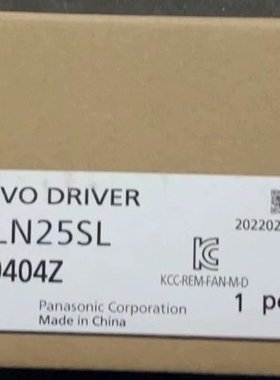 VO DRIVER
LN25SL
0404Z
202202
KCC-REM-FAN-M-D
1 p
Panasonic Corporation
Made in China